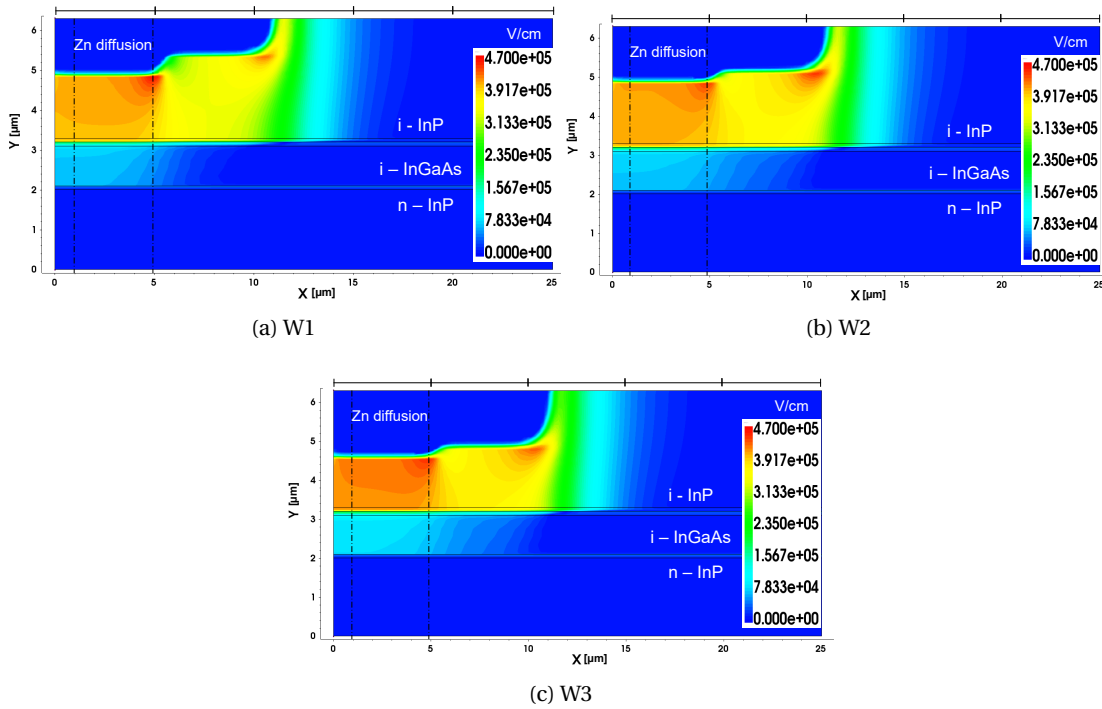 V/cm
Zn diffusion
4.700e+05
3.917e+05
3.133e+05
2.350e+05
1.567e+05
7.833e+04
0.000e+00
i - InP
i – InGaAs
n – InP
Y [µm]
6
5
4
3
2
1
0
0 5 10 15 20 25
X [µm]
(a) W1
V/cm
Zn diffusion
4.700e+05
3.917e+05
3.133e+05
2.350e+05
1.567e+05
7.833e+04
0.000e+00
i - InP
i – InGaAs
n – InP
Y [µm]
6
5
4
3
2
1
0
0 5 10 15 20 25
X [µm]
(b) W2
V/cm
Zn diffusion
4.700e+05
3.917e+05
3.133e+05
2.350e+05
1.567e+05
7.833e+04
0.000e+00
i - InP
i – InGaAs
n – InP
Y [µm]
6
5
4
3
2
1
0
0 5 10 15 20 25
X [µm]
(c) W3